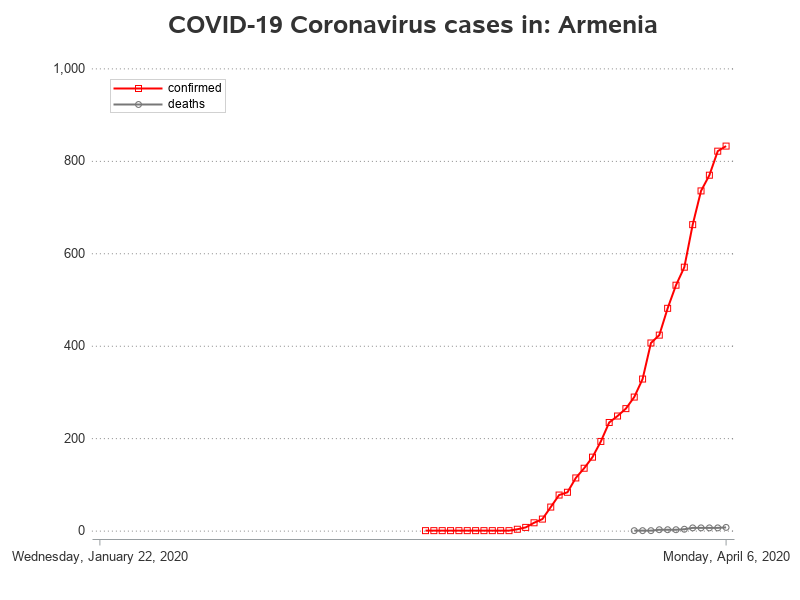 COVID-19 Coronavirus cases in: Armenia
1,000
confirmed
deaths
800
600
400
200
0
Wednesday, January 22, 2020
Monday, April 6, 2020